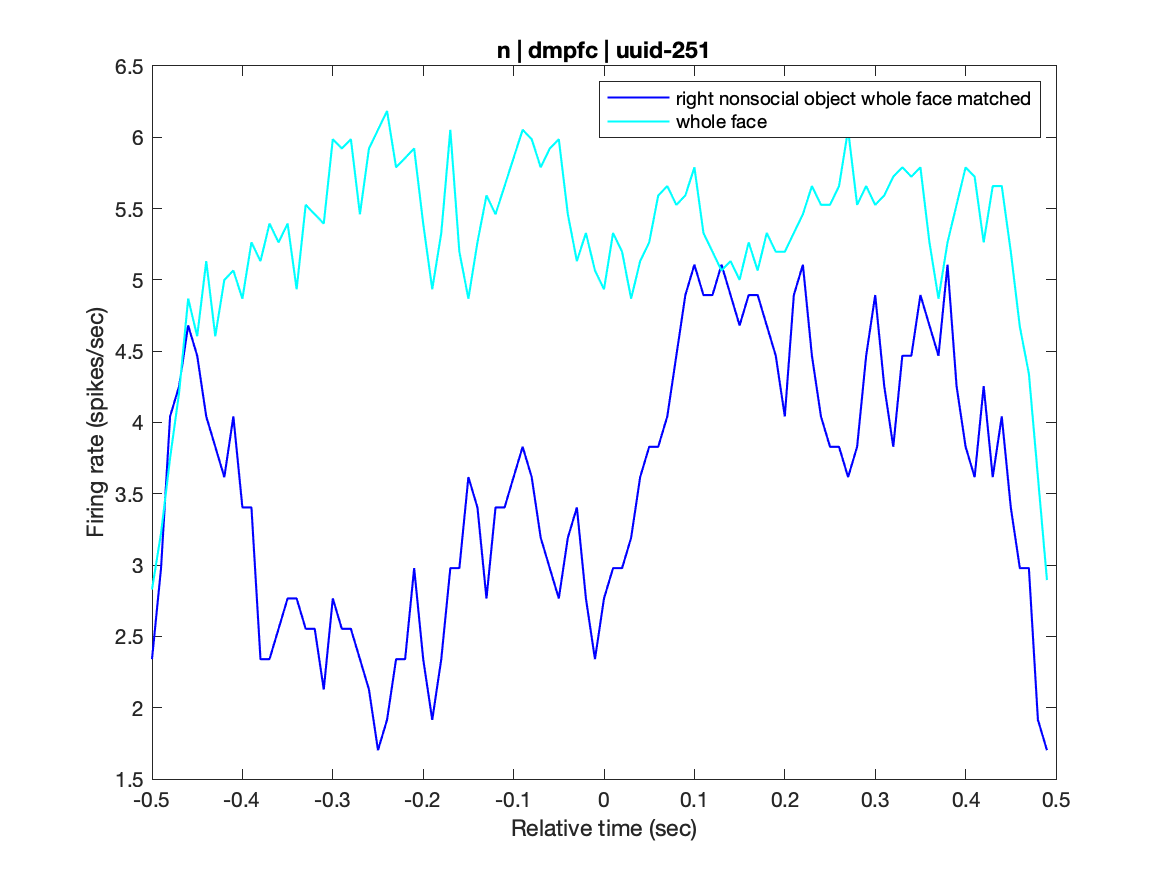 n | dmpfc | uuid-251
right nonsocial object whole face matched
whole face
6.5
6
5.5
5
4.5
4
3.5
3
2.5
2
1.5
Firing rate (spikes/sec)
-0.5 -0.4 -0.3 -0.2 -0.1 0 0.1 0.2 0.3 0.4 0.5
Relative time (sec)